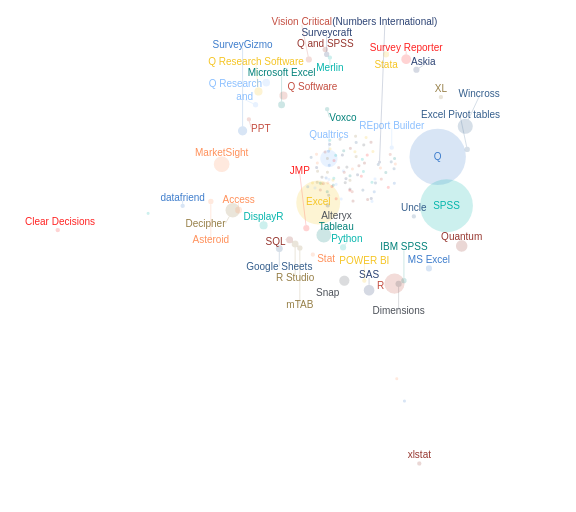 Vision Critical(Numbers International)
Surveycraft
SurveyGizmo
Q and SPSS
Survey Reporter
Q Research Software
Merlin
Stata
Askia
Microsoft Excel
Q Research
and
Q Software
XL
Wincross
Voxco
Excel Pivot tables
PPT
Qualtrics
REport Builder
MarketSight
Q
JMP
datafriend
Access
Excel
Uncle
SPSS
Clear Decisions
Decipher
DisplayR
Alteryx
Tableau
Asteroid
SQL
Python
IBM SPSS
Quantum
Google Sheets
Stat
POWER BI
MS Excel
R Studio
SAS
Snap
R
mTAB
Dimensions
xlstat